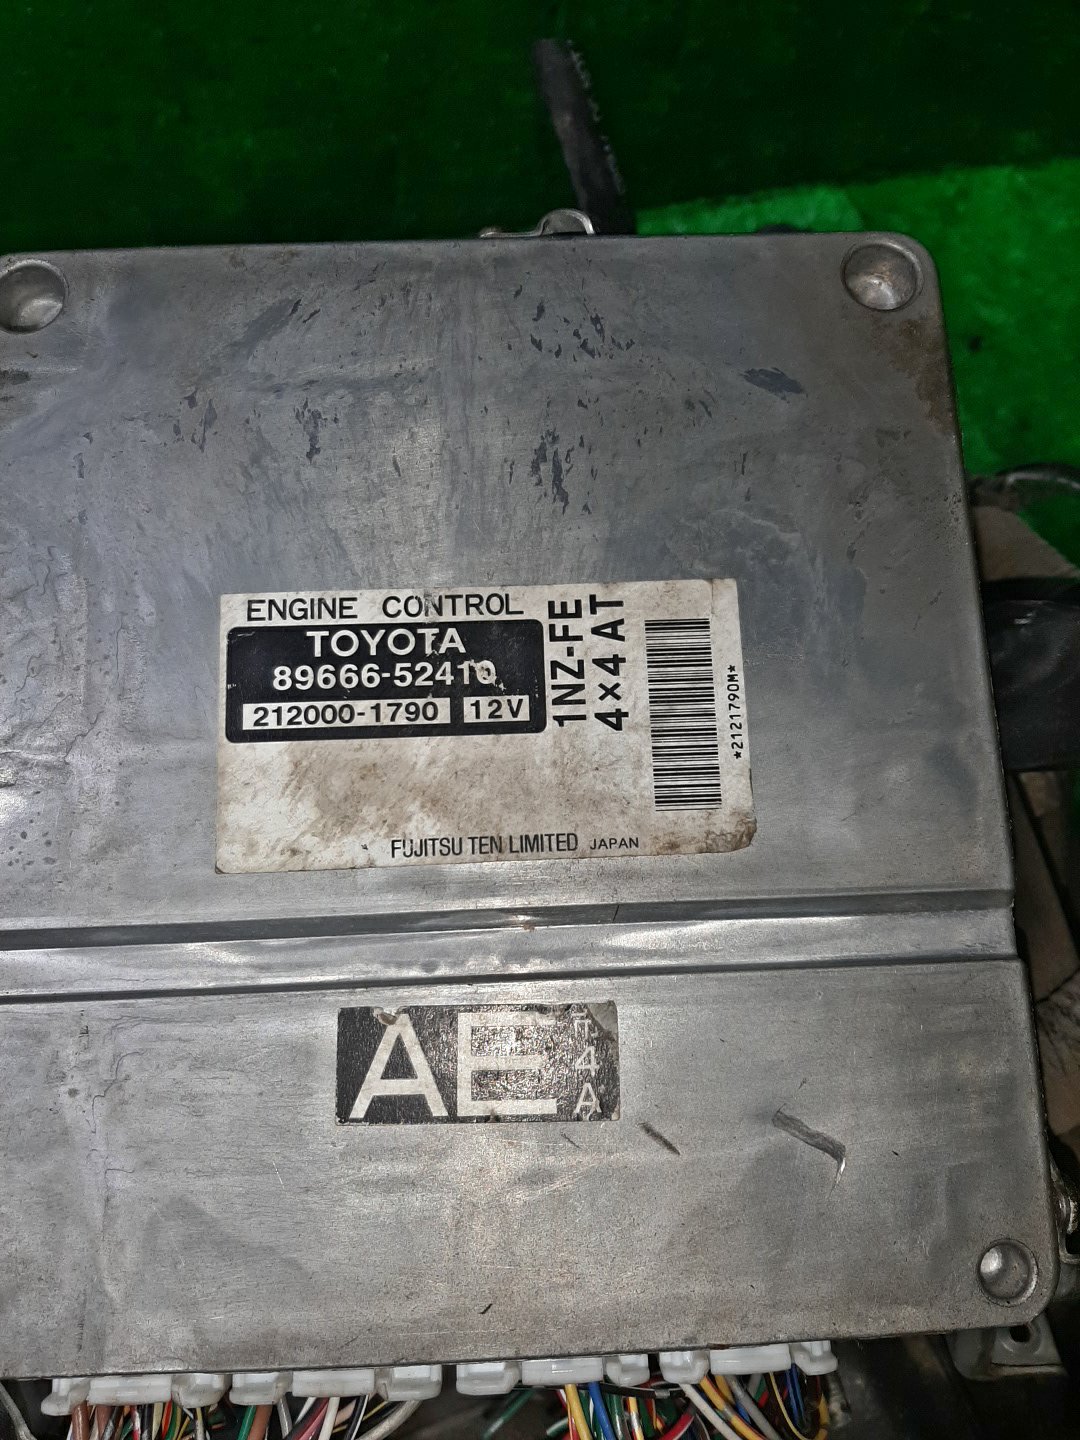 ENGINE CONTROL
TOYOTA
89666-52410
212000-1790 12V
1NZ-FE
4×4 AT
*2121790M*
FUJITSU TEN LIMITED JAPAN
AE
4A